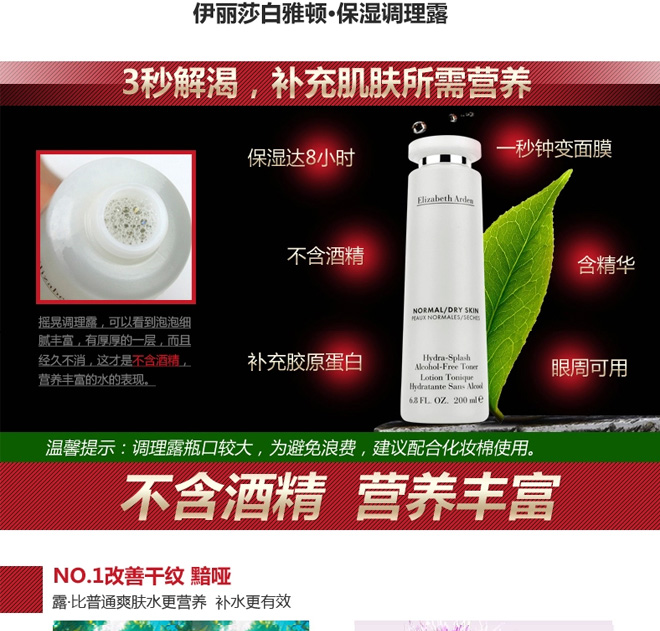 伊丽莎白雅顿•保湿调理露
3秒解渴，补充肌肤所需营养
保湿达8小时
一秒钟变面膜
不含酒精
含精华
补充胶原蛋白
眼周可用
Elizabeth Arden
NORMAL/DRY SKIN
PEAUX NORMALES/SECHES
Hydra-Splash
Alcohol-Free Toner
Lotion Tonique
Hydratante Sans Alcool
6.8 FL. OZ. 200 ml e
摇晃调理露，可以看到泡泡细
腻丰富，有厚厚的一层，而且
经久不消，这才是不含酒精，
营养丰富的水的表现。
温馨提示：调理露瓶口较大，为避免浪费，建议配合化妆棉使用。
不含酒精 营养丰富
NO.1改善干纹 黯哑
露·比普通爽肤水更营养 补水更有效